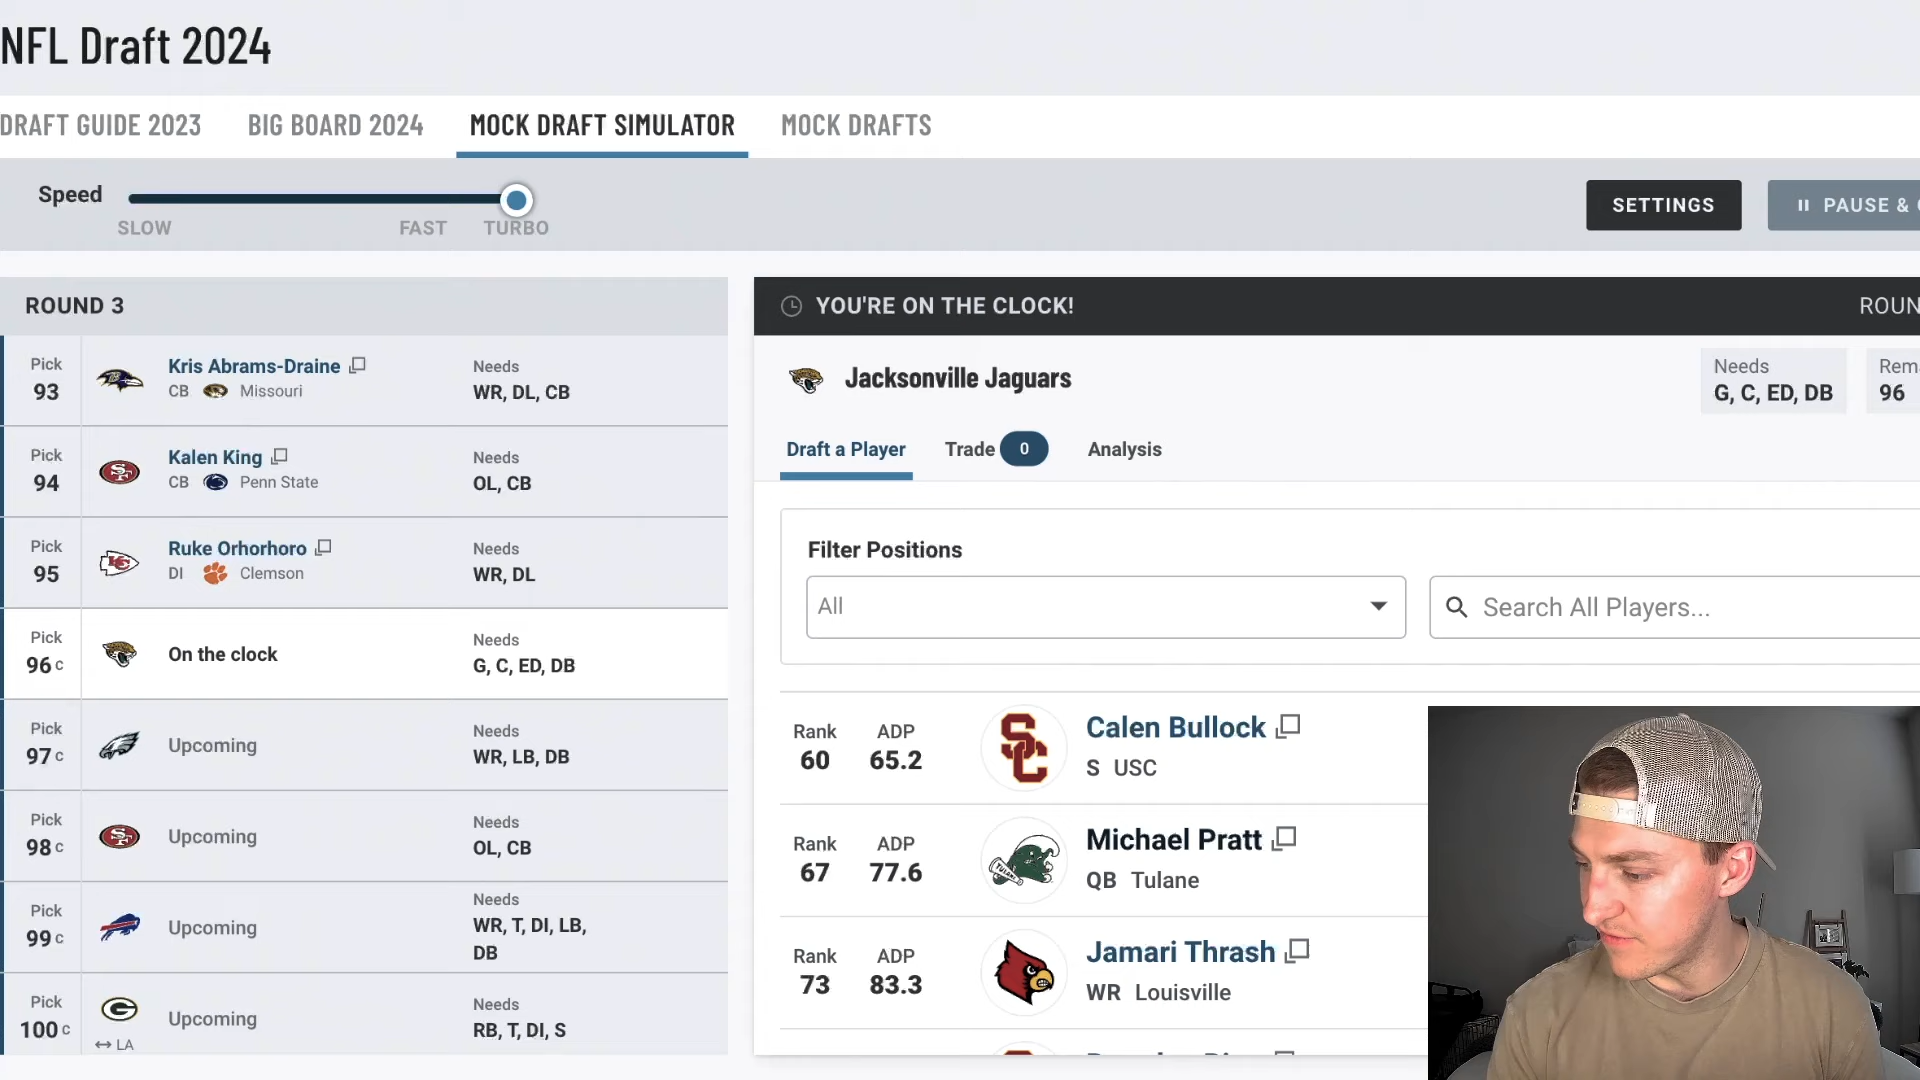 NFL Draft 2024
DRAFT GUIDE 2023
BIG BOARD 2024
MOCK DRAFT SIMULATOR
MOCK DRAFTS
Speed
SLOW
FAST
TURBO
SETTINGS
PAUSE &
ROUND 3
Pick
93
Kris Abrams-Draine
CB Missouri
Needs
WR, DL, CB
Pick
94
Kalen King
CB Penn State
Needs
OL, CB
Pick
95
Ruke Orhorhoro
DI Clemson
Needs
WR, DL
Pick
96 C
On the clock
Needs
G, C, ED, DB
Pick
97 C
Upcoming
Needs
WR, LB, DB
Pick
98 C
Upcoming
Needs
OL, CB
Pick
99 C
Upcoming
Needs
WR, T, DI, LB,
DB
Pick
100 C
LA
Upcoming
Needs
RB, T, DI, S
YOU'RE ON THE CLOCK!
ROUN
Jacksonville Jaguars
Needs
G, C, ED, DB
Rem
96
Draft a Player
Trade 0
Analysis
Filter Positions
All
Search All Players...
Rank
60
ADP
65.2
SC
Calen Bullock
S USC
Rank
67
ADP
77.6
TULANE
Michael Pratt
QB Tulane
Rank
73
ADP
83.3
Jamari Thrash
WR Louisville